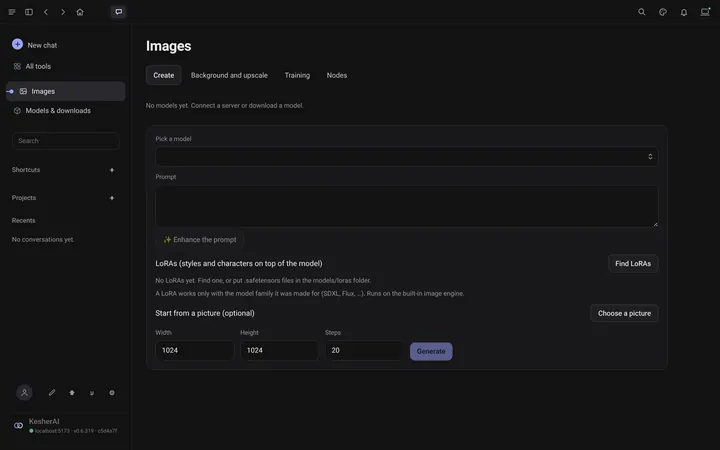 New chat
All tools
Images
Models & downloads
Search
Shortcuts
Projects
Recents
No conversations yet.
KesherAI
localhost:5173 · v0.6.319 · c5d4a7f
Images
Create
Background and upscale
Training
Nodes
No models yet. Connect a server or download a model.
Pick a model
Prompt
✨ Enhance the prompt
LoRAs (styles and characters on top of the model)
Find LoRAs
No LoRAs yet. Find one, or put .safetensors files in the models/loras folder.
A LoRA works only with the model family it was made for (SDXL, Flux, ...). Runs on the built-in image engine.
Start from a picture (optional)
Choose a picture
Width
Height
Steps
1024
1024
20
Generate